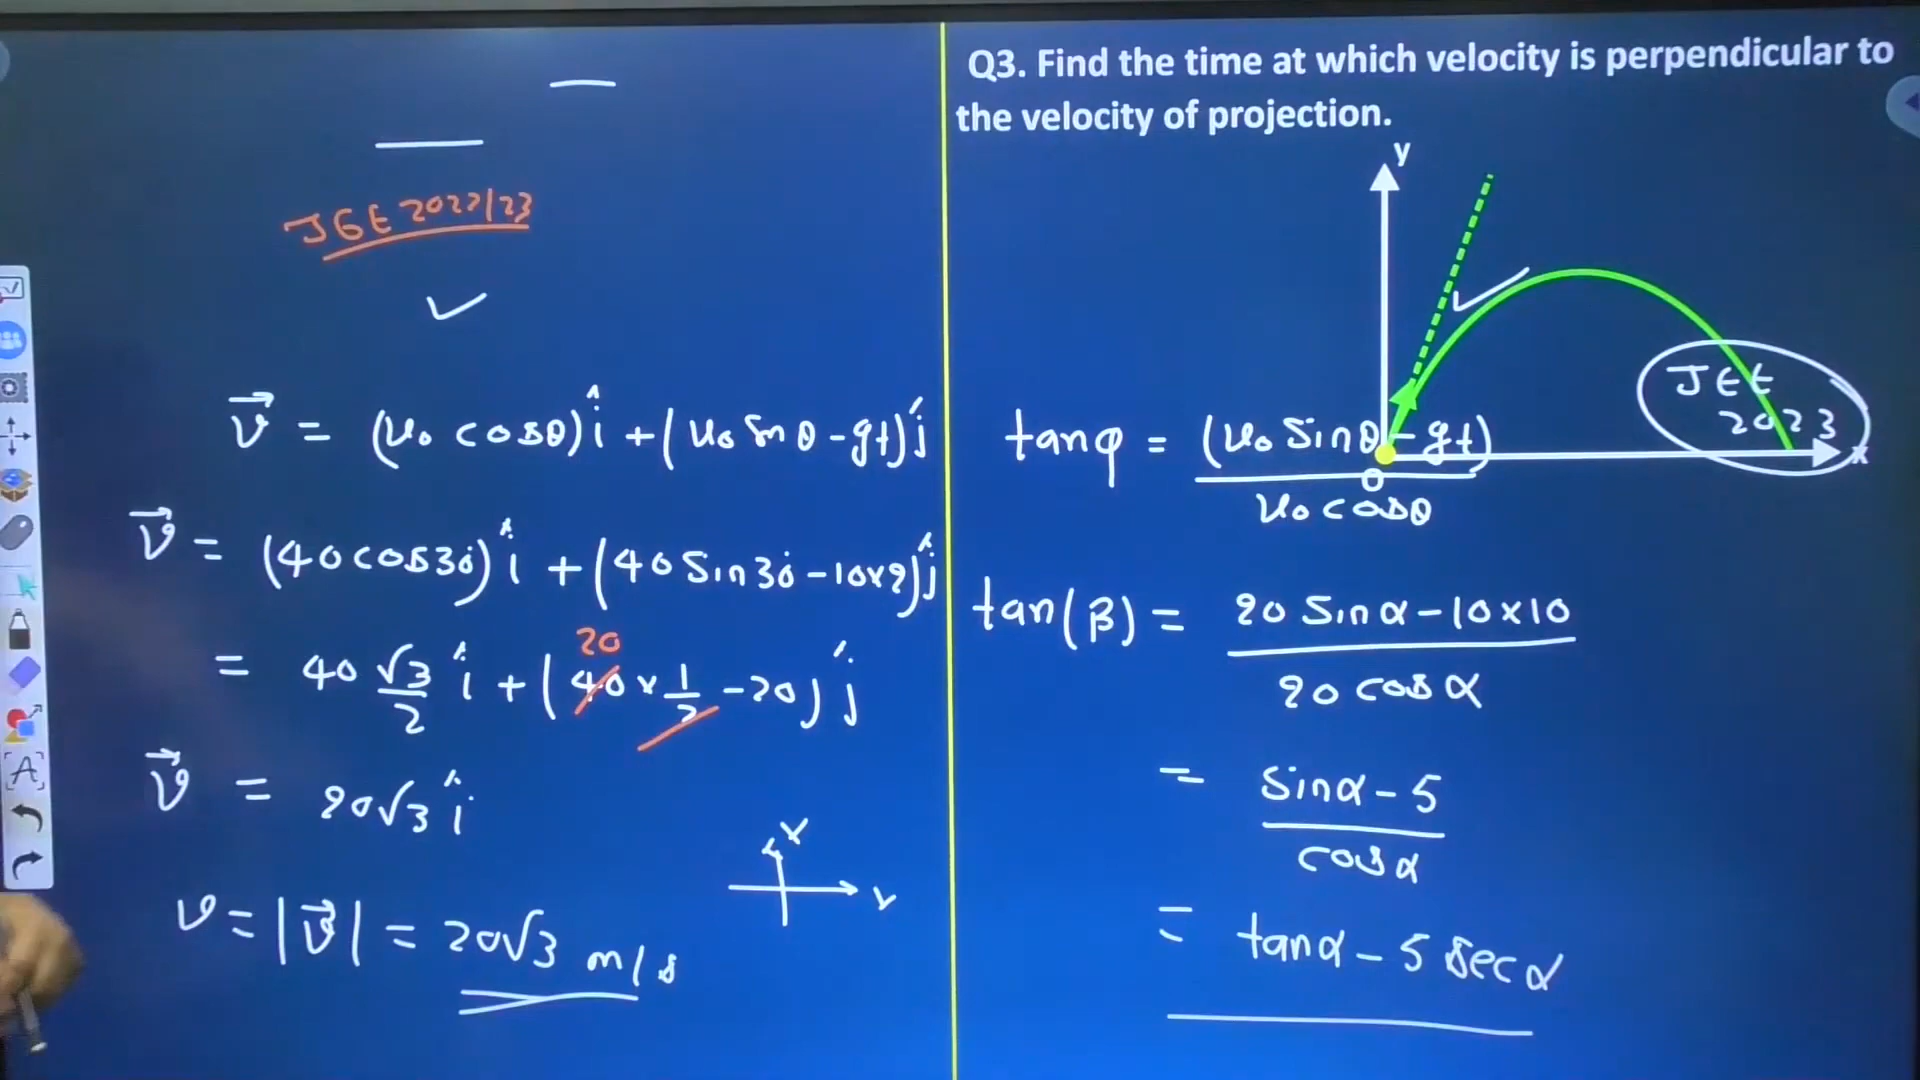 JEE 2022/23
v⃗ = (u₀ cosθ)î + (u₀ sinθ-gt)ĵ
v⃗ = (40cos30)î + (40 Sin30-10×2)ĵ
20
= 40 √3/2 î + (40 × 1/2 -20)ĵ
v⃗ = 20√3 î
v = |v⃗| = 20√3 m/s
Q3. Find the time at which velocity is perpendicular to
the velocity of projection.
y
JEE
2023
x
O
tanφ = (u₀ Sinθ-gt) / u₀ cosθ
tan(β) = 20 Sinα-10×10 / 20 cosα
= Sinα-5 / cosα
= tanα-5 secα